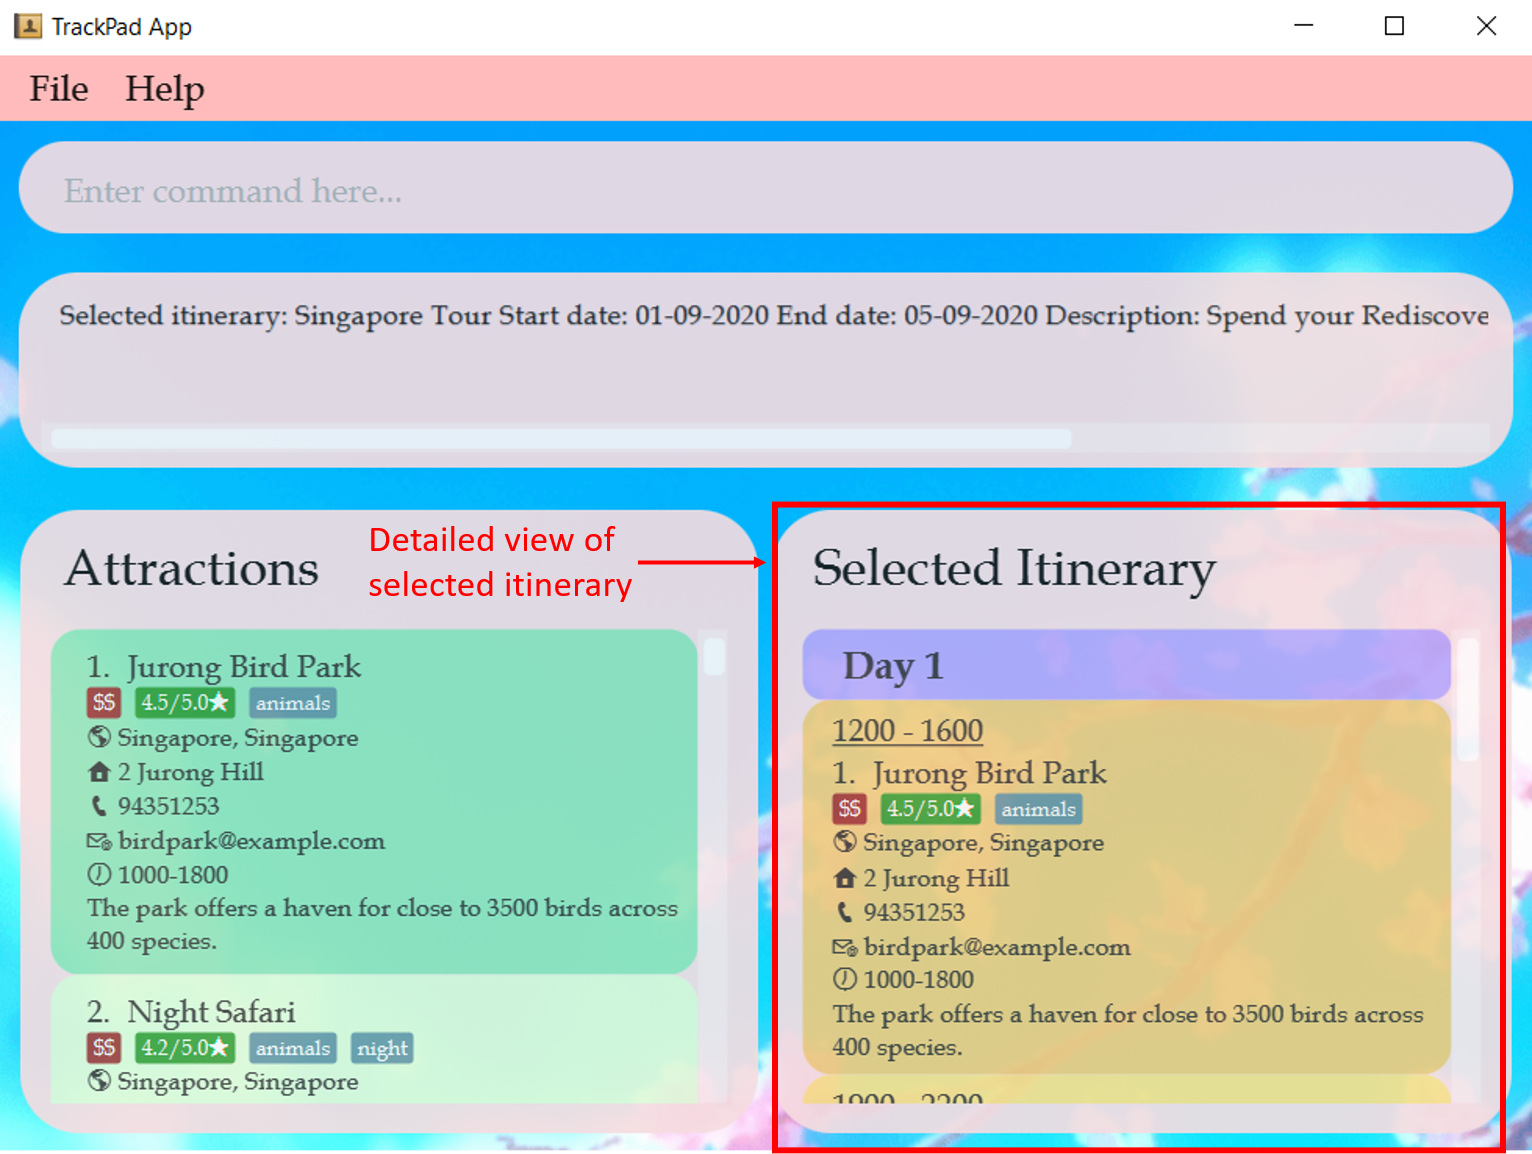 TrackPad App
File Help
Enter command here...
Selected itinerary: Singapore Tour Start date: 01-09-2020 End date: 05-09-2020 Description: Spend your Rediscove
Attractions
Detailed view of
selected itinerary
1. Jurong Bird Park
$$ 4.5/5.0★ animals
Singapore, Singapore
2 Jurong Hill
94351253
birdpark@example.com
1000-1800
The park offers a haven for close to 3500 birds across
400 species.
2. Night Safari
$$ 4.2/5.0★ animals night
Singapore, Singapore
Selected Itinerary
Day 1
1200 - 1600
1. Jurong Bird Park
$$ 4.5/5.0★ animals
Singapore, Singapore
2 Jurong Hill
94351253
birdpark@example.com
1000-1800
The park offers a haven for close to 3500 birds across
400 species.
1900 - 2200